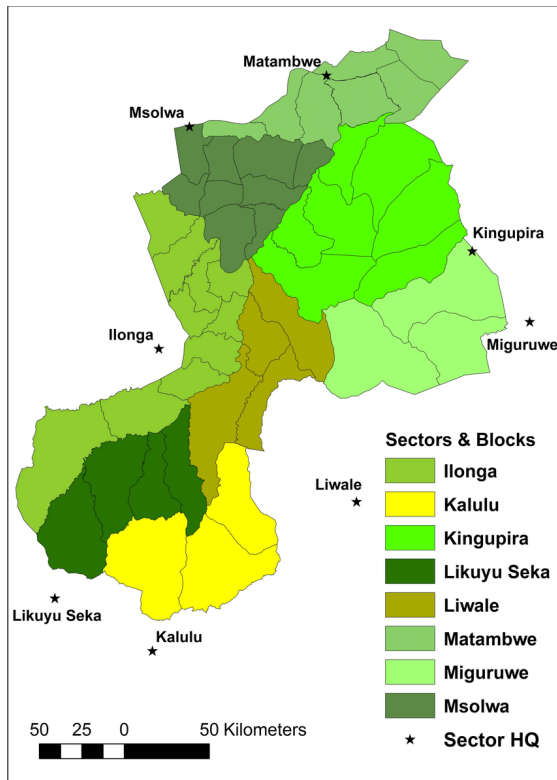 Matambwe
Msolwa
Kingupira
Ilonga
Miguruwe
Sectors & Blocks
Ilonga
Kalulu
Kingupira
Likuyu Seka
Liwale
Matambwe
Miguruwe
Msolwa
Sector HQ
Liwale
Likuyu Seka
Kalulu
50 25 0 50 Kilometers